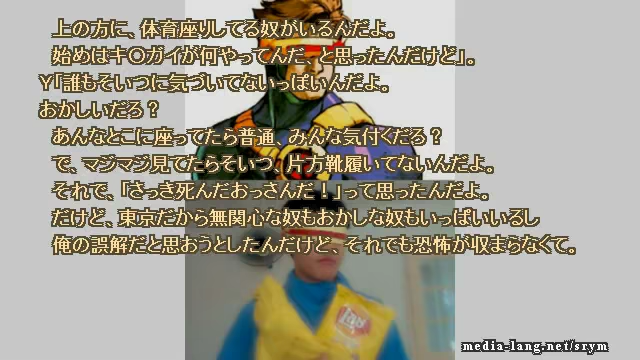 上の方に、体育座りしてる奴がいるんだよ。
始めはキ〇ガイが何やってんだ、と思ったんだけど」。
Y「誰もそいつに気づいてないっぽいんだよ。
おかしいだろ？
あんなとこに座ってたら普通、みんな気付くだろ？
で、マジマジ見てたらそいつ、片方靴履いてないんだよ。
それで、「さっき死んだおっさんだ！」って思ったんだよ。
だけど、東京だから無関心な奴もおかしな奴もいっぱいいるし
俺の誤解だと思おうとしたんだけど、それでも恐怖が収まらなくて。
media-lang.net/srym